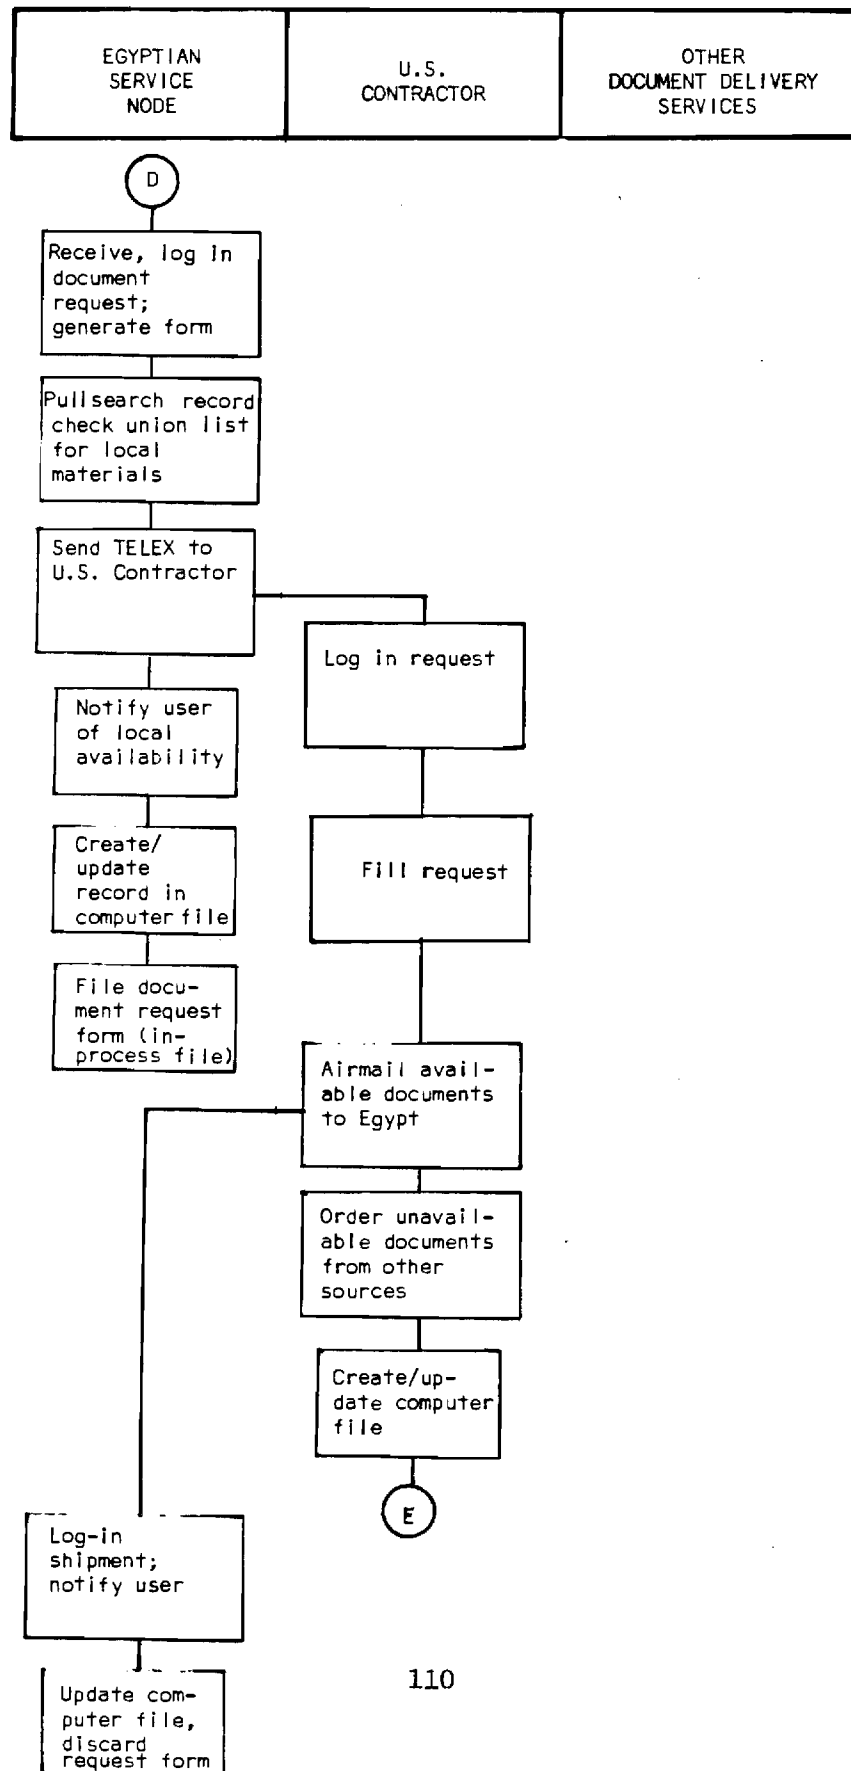 EGYPTIAN
SERVICE
NODE
U.S.
CONTRACTOR
OTHER
DOCUMENT DELIVERY
SERVICES
D
Receive, log in
document
request;
generate form
Pullsearch record
check union list
for local
materials
Send TELEX to
U.S. Contractor
Log in request
Notify user
of local
availability
Create/
update
record in
computer file
Fill request
File docu-
ment request
form (in-
process file)
Airmail avail-
able documents
to Egypt
Order unavail-
able documents
from other
sources
Create/up-
date computer
file
E
Log-in
shipment;
notify user
Update com-
puter file,
discard
request form
110